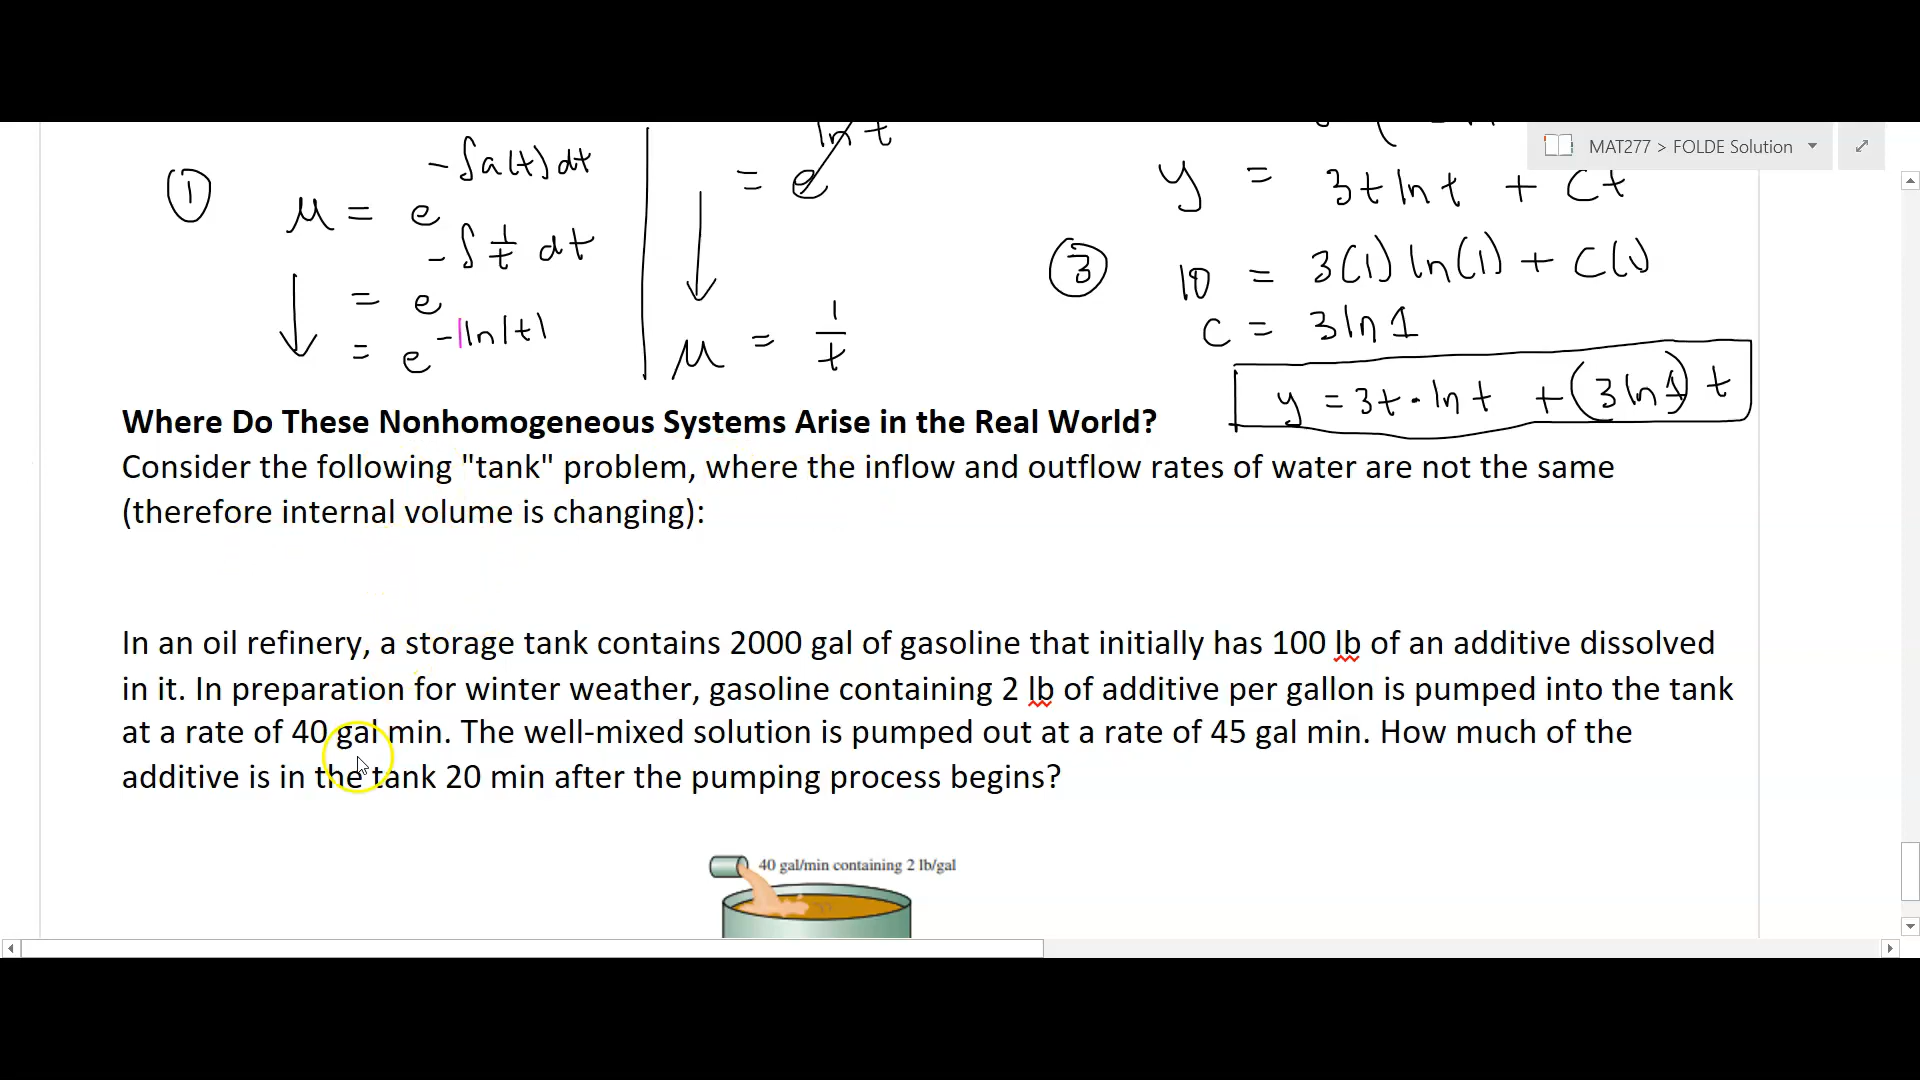 ln t
MAT277 > FOLDE Solution
① μ = e^{-∫a(t)dt}
= e^{-∫ 1/t dt}
= e^{-|ln|t|}
= e
μ = 1/t
y = 3t ln t + Ct
③ 10 = 3(1) ln(1) + C(1)
C = 3 ln 1
y = 3t · ln t + (3 ln 1) t
Where Do These Nonhomogeneous Systems Arise in the Real World?
Consider the following "tank" problem, where the inflow and outflow rates of water are not the same
(therefore internal volume is changing):
In an oil refinery, a storage tank contains 2000 gal of gasoline that initially has 100 lb of an additive dissolved
in it. In preparation for winter weather, gasoline containing 2 lb of additive per gallon is pumped into the tank
at a rate of 40 gal min. The well-mixed solution is pumped out at a rate of 45 gal min. How much of the
additive is in the tank 20 min after the pumping process begins?
40 gal/min containing 2 lb/gal